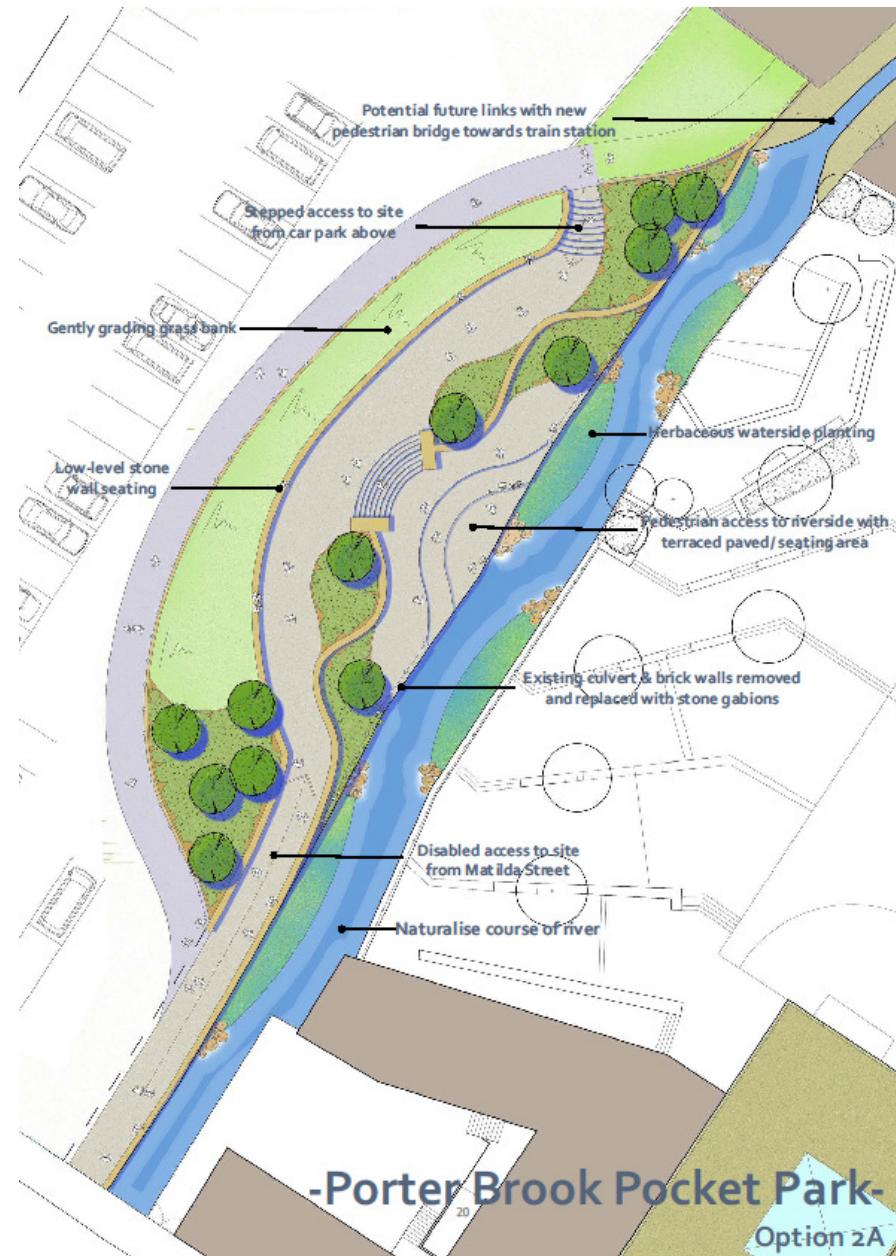 Potential future links with new
pedestrian bridge towards train station
Stepped access to site
from car park above
Gently grading grass bank
Herbaceous waterside planting
Low-level stone
wall seating
Pedestrian access to riverside with
terraced paved/ seating area
Existing culvert & brick walls removed
and replaced with stone gabions
Disabled access to site
from Matilda Street
Naturalise course of river
-Porter Brook Pocket Park-
20
Option 2A